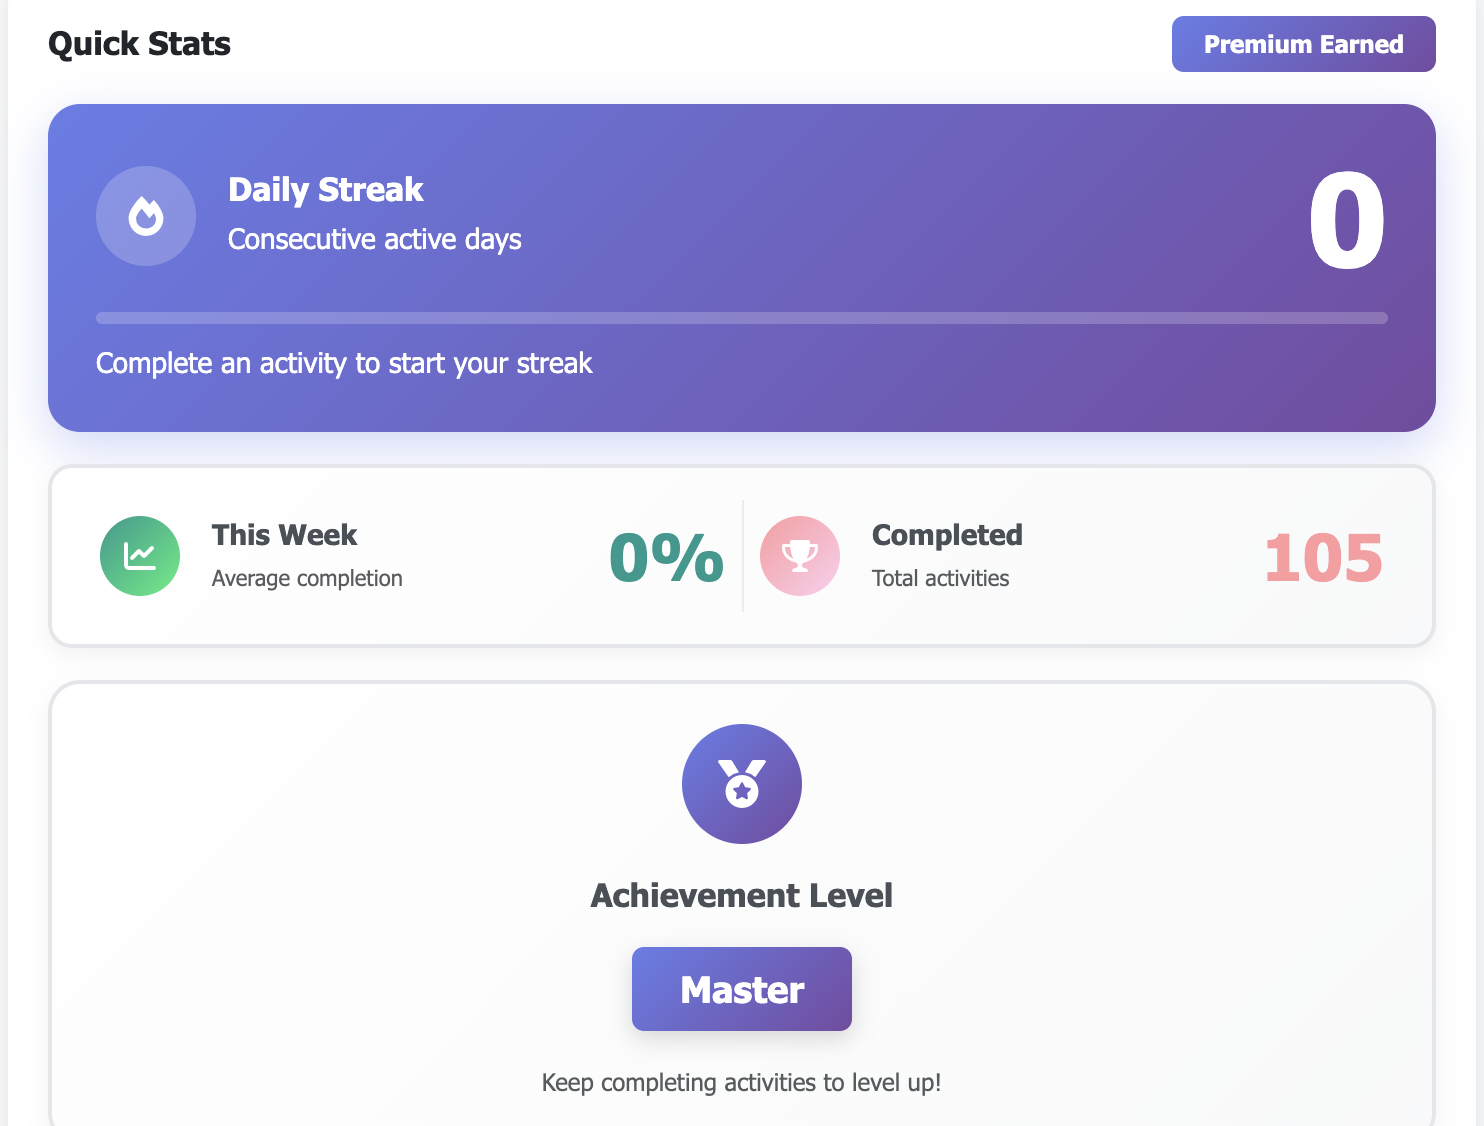 Quick Stats
Premium Earned
Daily Streak
Consecutive active days
0
Complete an activity to start your streak
This Week
Average completion
0%
Completed
Total activities
105
Achievement Level
Master
Keep completing activities to level up!